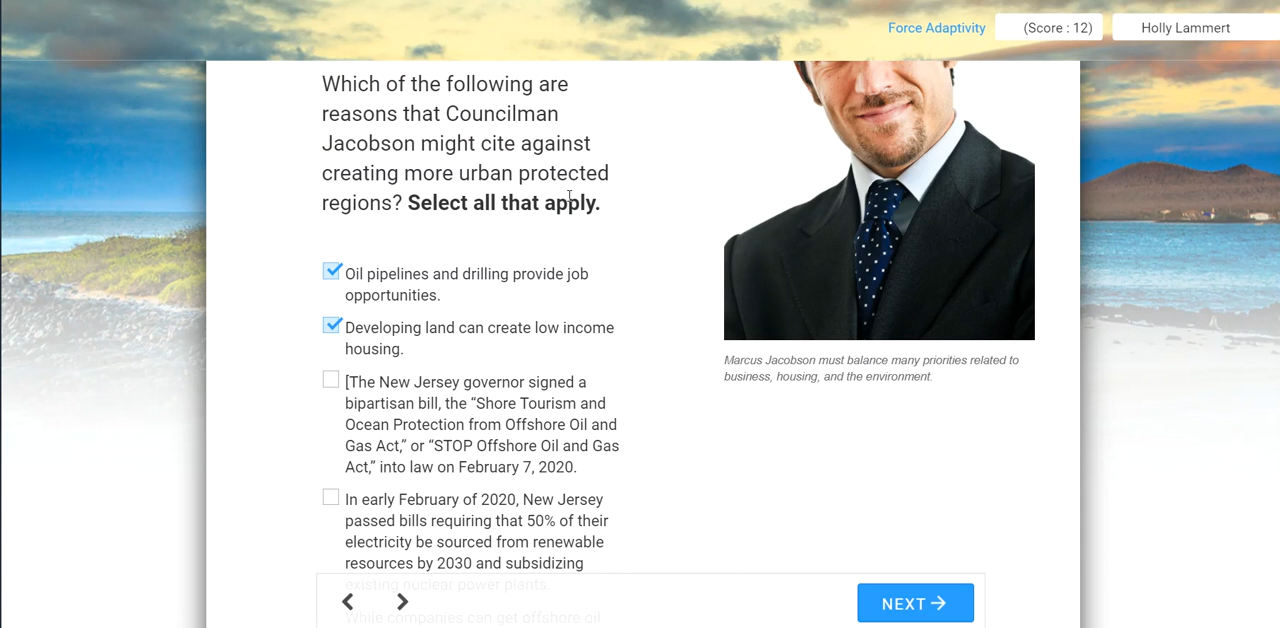 Force Adaptivity
(Score : 12)
Holly Lammert
Which of the following are
reasons that Councilman
Jacobson might cite against
creating more urban protected
regions? Select all that apply.
Oil pipelines and drilling provide job
opportunities.
Developing land can create low income
housing.
[The New Jersey governor signed a
bipartisan bill, the “Shore Tourism and
Ocean Protection from Offshore Oil and
Gas Act,” or “STOP Offshore Oil and Gas
Act,” into law on February 7, 2020.
In early February of 2020, New Jersey
passed bills requiring that 50% of their
electricity be sourced from renewable
resources by 2030 and subsidizing
existing nuclear power plants.
While companies can get offshore oil
Marcus Jacobson must balance many priorities related to
business, housing, and the environment.
NEXT